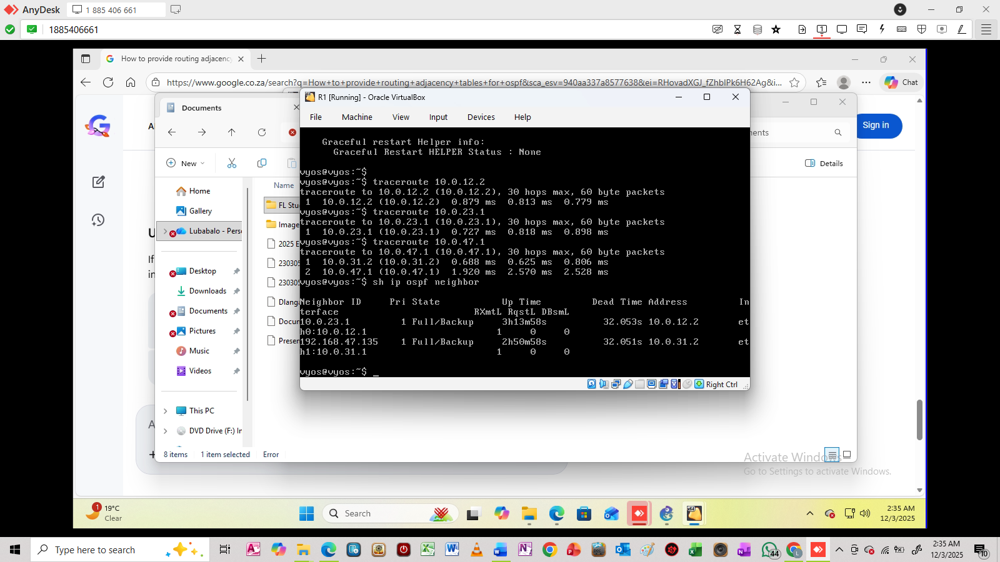 AnyDesk
1 885 406 661
1885406661
How to provide routing adjacency
https://www.google.co.za/search?q=How+to+provide+routing+adjacency+tables+for+ospf&sca_esv=940aa337a8577638&ei=RHovadXGJ_fZhbIPk6H62Ag&i...
Chat
Documents
Sign in
New
Details
Name
Home
Gallery
Lubabalo - Pers
Desktop
Downloads
Documents
Pictures
Music
Videos
This PC
DVD Drive (F:) In
FL Stu
Image
2025 E
23030
23030
Dlang
Docu
Presen
8 items
1 item selected
Error
R1 [Running] - Oracle VirtualBox
File
Machine
View
Input
Devices
Help
Graceful restart Helper info:
Graceful Restart HELPER Status : None
vyos@vyos:~$
vyos@vyos:~$ traceroute 10.0.12.2
traceroute to 10.0.12.2 (10.0.12.2), 30 hops max, 60 byte packets
1 10.0.12.2 (10.0.12.2) 0.879 ms 0.813 ms 0.779 ms
vyos@vyos:~$ traceroute 10.0.23.1
traceroute to 10.0.23.1 (10.0.23.1), 30 hops max, 60 byte packets
1 10.0.23.1 (10.0.23.1) 0.727 ms 0.818 ms 0.898 ms
vyos@vyos:~$ traceroute 10.0.47.1
traceroute to 10.0.47.1 (10.0.47.1), 30 hops max, 60 byte packets
1 10.0.31.2 (10.0.31.2) 0.688 ms 0.625 ms 0.806 ms
2 10.0.47.1 (10.0.47.1) 1.920 ms 2.570 ms 2.528 ms
vyos@vyos:~$ sh ip ospf neighbor
Neighbor ID Pri State Up Time Dead Time Address In
terface RXmtL RqstL DBsmL
10.0.23.1 1 Full/Backup 3h13m58s 32.053s 10.0.12.2 et
h0:10.0.12.1 1 0 0
192.168.47.135 1 Full/Backup 2h50m58s 32.051s 10.0.31.2 et
h1:10.0.31.1 1 0 0
vyos@vyos:~$ _
Right Ctrl
Activate Windows
Go to Settings to activate Windows.
1
19°C
Clear
Search
2:35 AM
12/3/2025
Type here to search
44
2:35 AM
12/3/2025
10